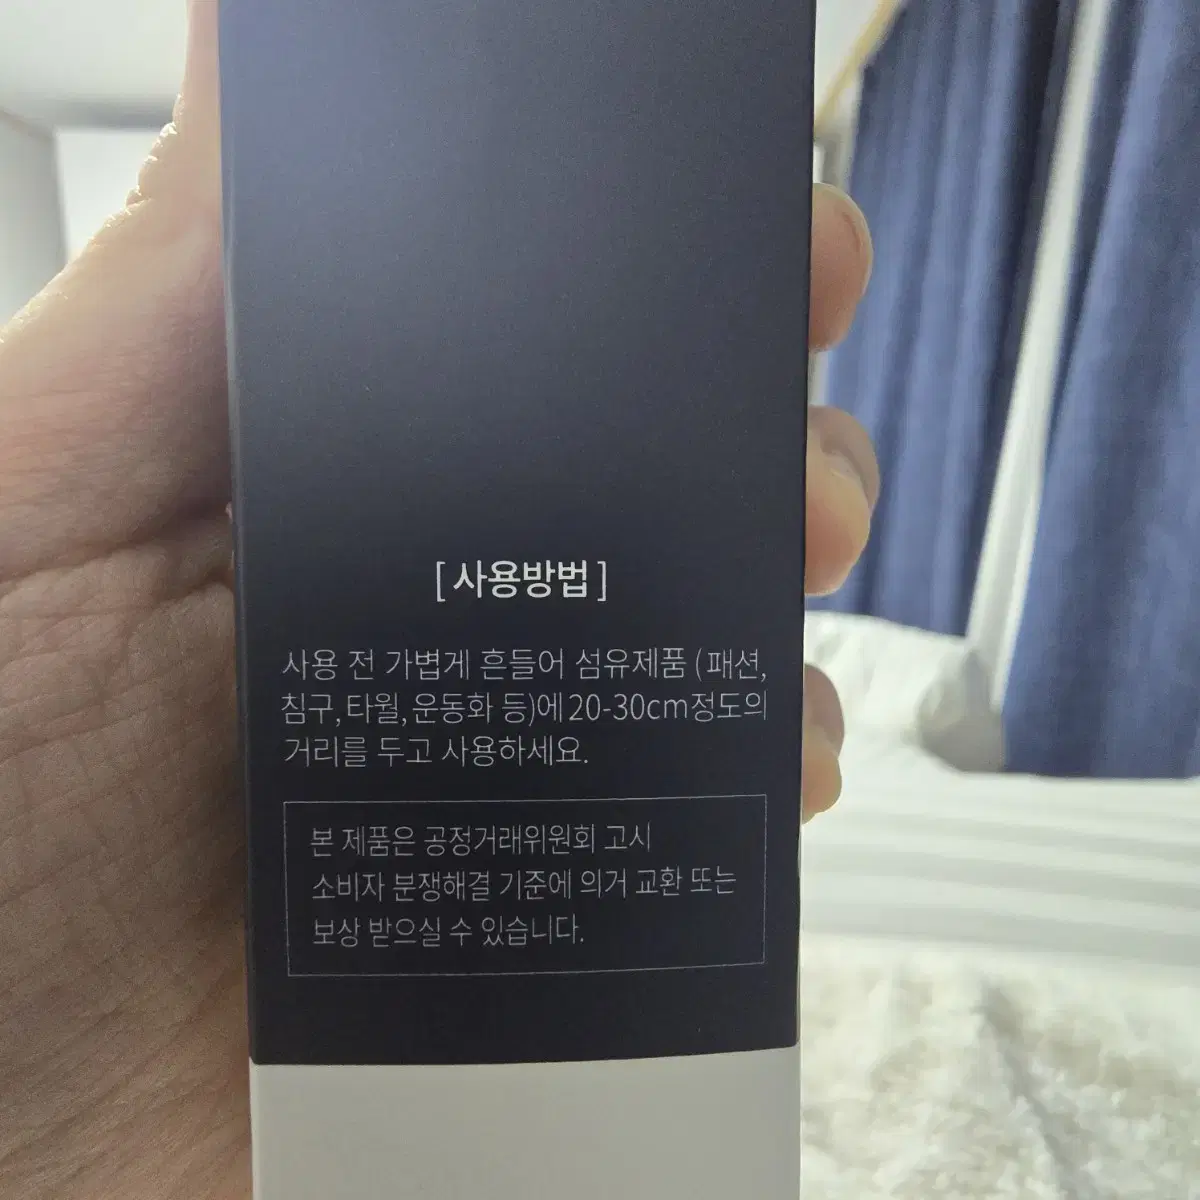 [ 사용방법 ]
사용 전 가볍게 흔들어 섬유제품 ( 패션,
침구, 타월, 운동화 등)에 20-30cm정도의
거리를 두고 사용하세요.
본 제품은 공정거래위원회 고시
소비자 분쟁해결 기준에 의거 교환 또는
보상 받으실 수 있습니다.